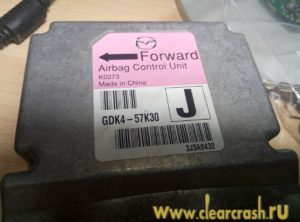 Forward
Airbag Control Unit
K0273
Made in China
GDK4-57K30
J
3J3A0432
www.clearcrash.ru